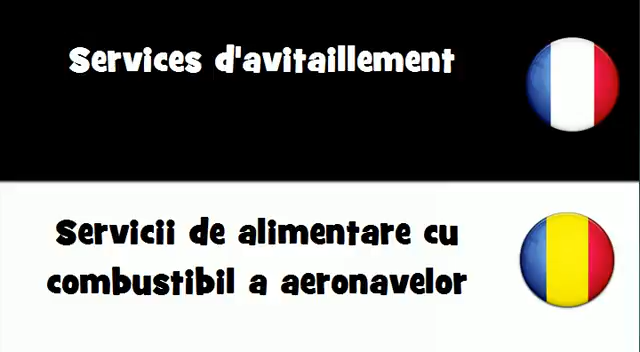 Services d'avitaillement
Servicii de alimentare cu
combustibil a aeronavelor